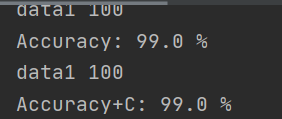 data1 100
Accuracy: 99.0 %
data1 100
Accuracy+C: 99.0 %